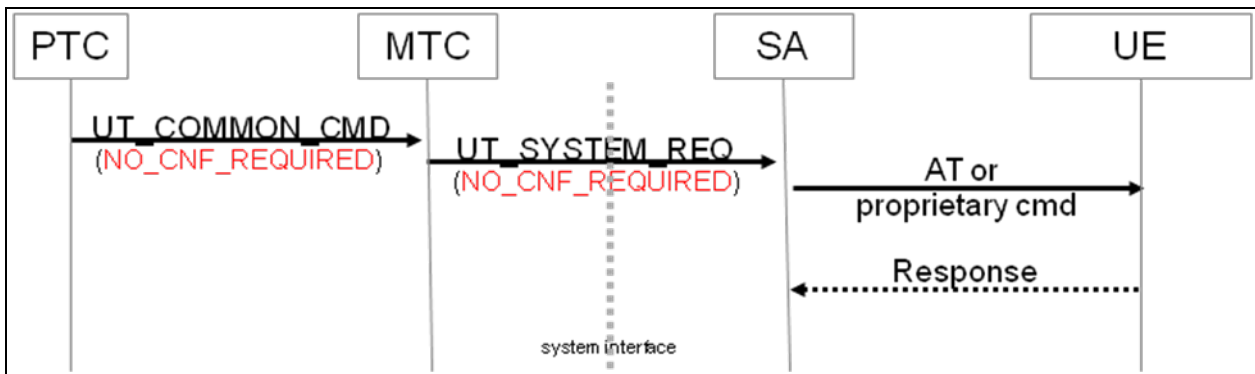 PTC
MTC
SA
UE
UT_COMMON_CMD
(NO_CNF_REQUIRED)
UT_SYSTEM_REQ
(NO_CNF_REQUIRED)
AT or
proprietary cmd
Response
system interface